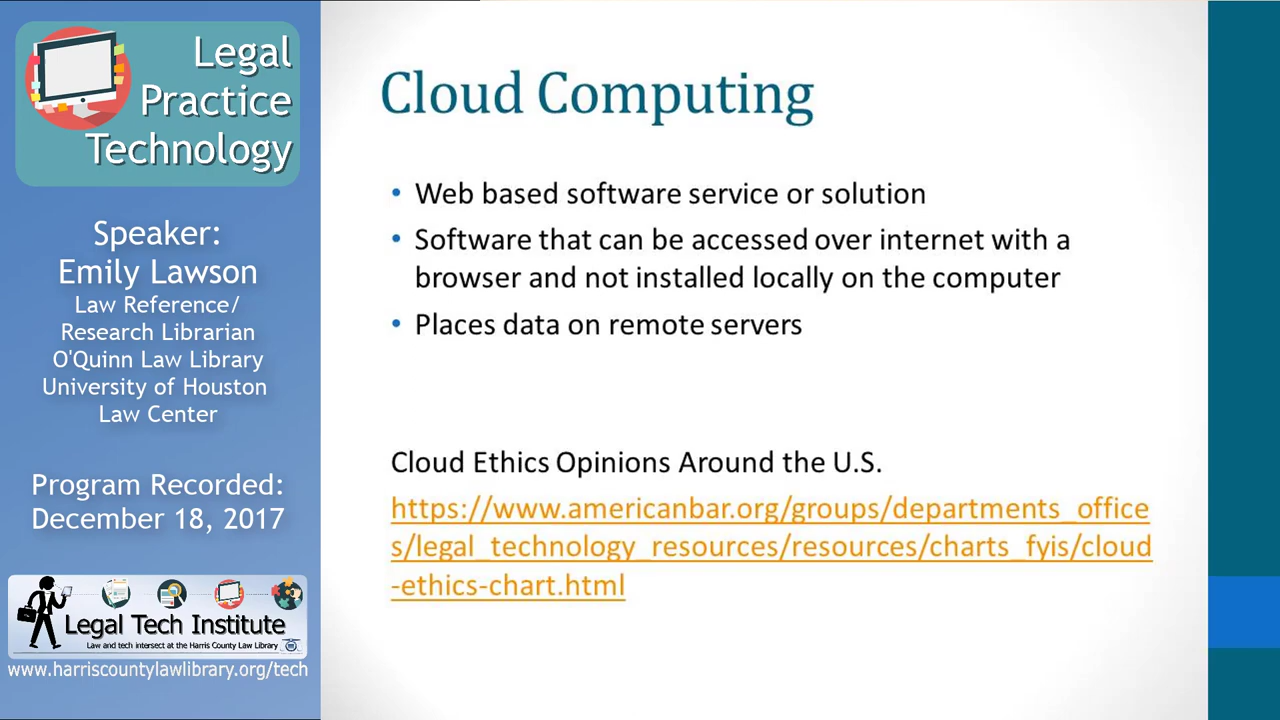 Legal
Practice
Technology
Speaker:
Emily Lawson
Law Reference/
Research Librarian
O'Quinn Law Library
University of Houston
Law Center
Program Recorded:
December 18, 2017
Legal Tech Institute
Law and tech intersect at the Harris County Law Library
www.harriscountylawlibrary.org/tech
Cloud Computing
• Web based software service or solution
• Software that can be accessed over internet with a
browser and not installed locally on the computer
• Places data on remote servers
Cloud Ethics Opinions Around the U.S.
https://www.americanbar.org/groups/departments_office
s/legal_technology_resources/resources/charts_fyis/cloud
-ethics-chart.html